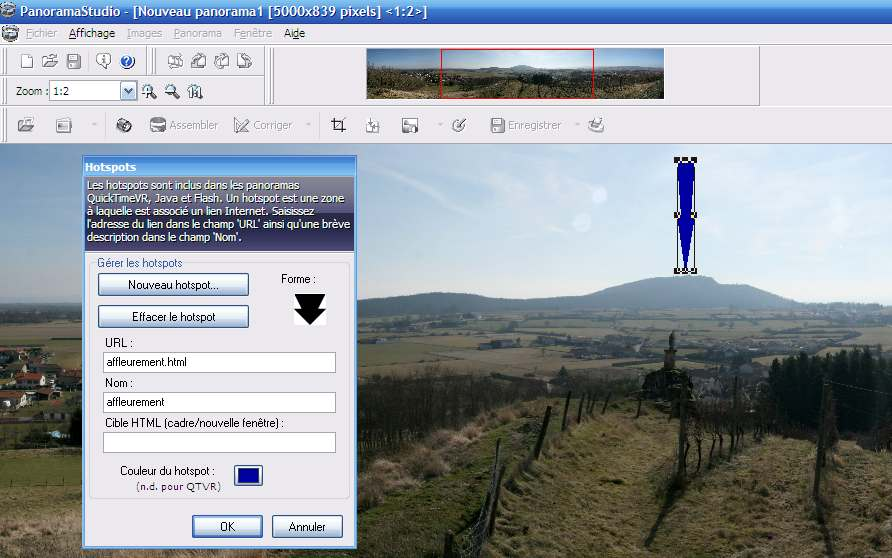 PanoramaStudio - [Nouveau panorama1 [5000x839 pixels] <1:2>]
Fichier Affichage Images Panorama Fenêtre Aide
Zoom : 1:2
Assembler Corriger Enregistrer
Hotspots
Les hotspots sont inclus dans les panoramas
QuickTimeVR, Java et Flash. Un hotspot est une zone
à laquelle est associé un lien Internet. Saisissez
l'adresse du lien dans le champ 'URL' ainsi qu'une brève
description dans le champ 'Nom'.
Gérer les hotspots
Nouveau hotspot...
Forme :
Effacer le hotspot
URL :
affleurement.html
Nom :
affleurement
Cible HTML (cadre/nouvelle fenêtre) :
Couleur du hotspot :
(n.d. pour QTVR)
OK Annuler